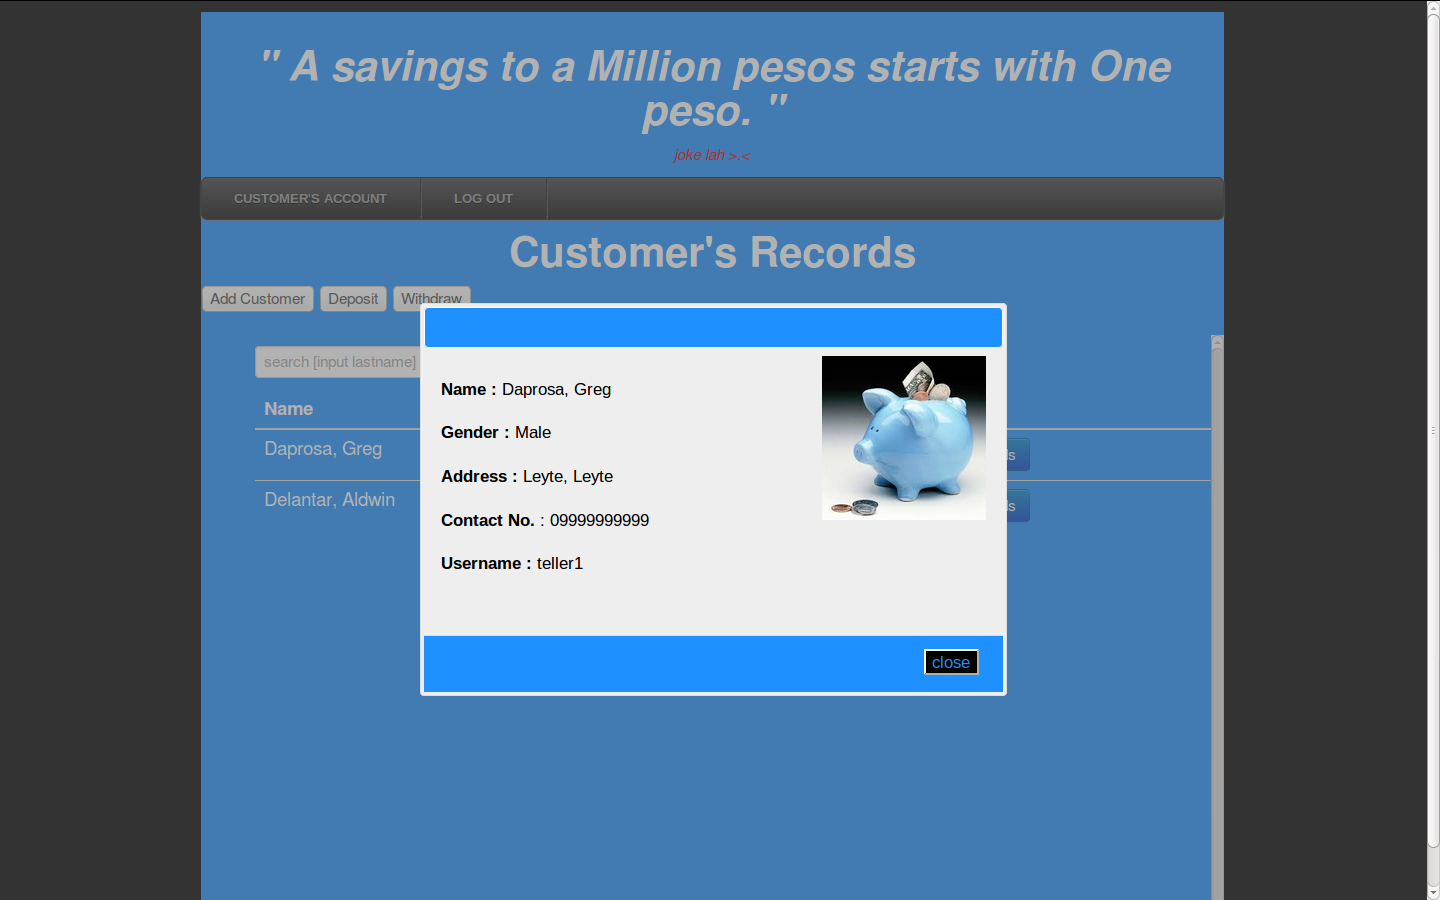 " A savings to a Million pesos starts with One
peso. "
joke lah >.<
CUSTOMER'S ACCOUNT LOG OUT
Customer's Records
Add Customer Deposit Withdraw
search [input lastname]
Name
Daprosa, Greg
Delantar, Aldwin
Name : Daprosa, Greg
Gender : Male
Address : Leyte, Leyte
Contact No. : 09999999999
Username : teller1
close